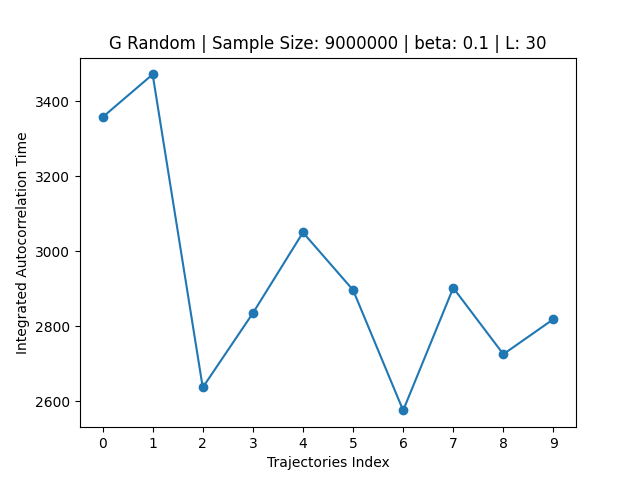 G Random | Sample Size: 9000000 | beta: 0.1 | L: 30
Integrated Autocorrelation Time
3400
3200
3000
2800
2600
0 1 2 3 4 5 6 7 8 9
Trajectories Index